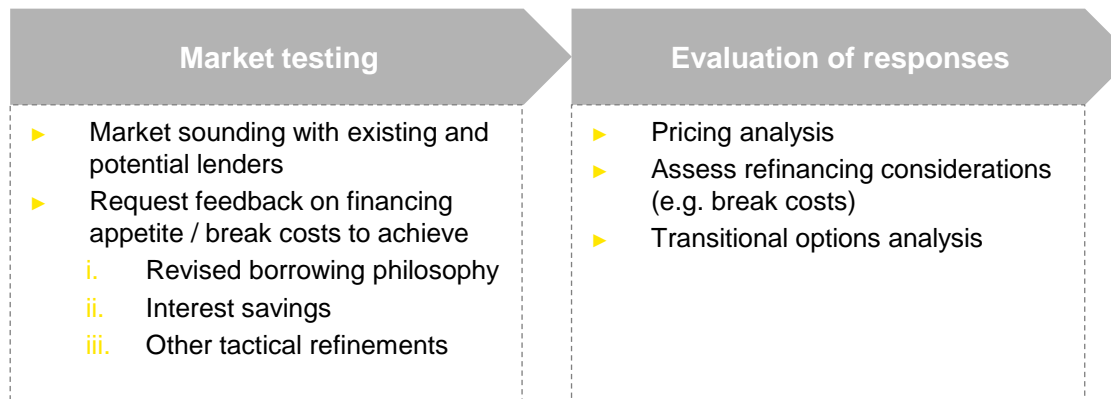 Market testing
► Market sounding with existing and
potential lenders
► Request feedback on financing
appetite / break costs to achieve
i. Revised borrowing philosophy
ii. Interest savings
iii. Other tactical refinements
Evaluation of responses
► Pricing analysis
► Assess refinancing considerations
(e.g. break costs)
► Transitional options analysis